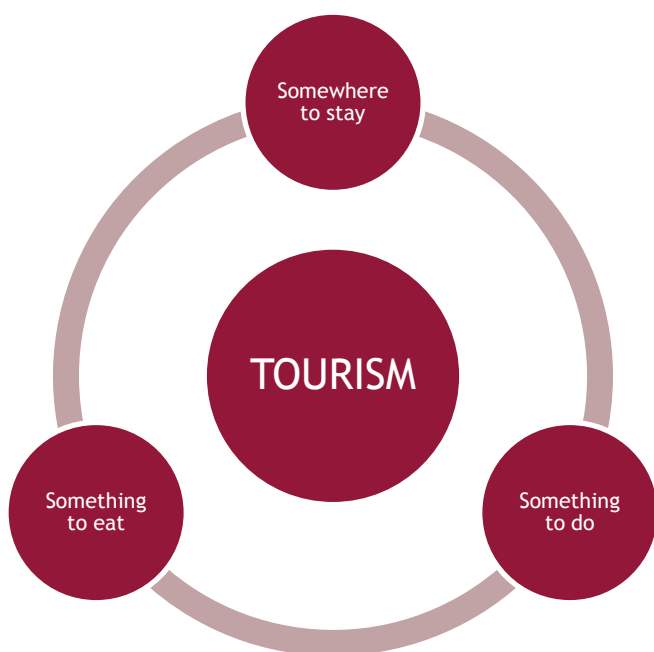 Somewhere
to stay
TOURISM
Something
to eat
Something
to do